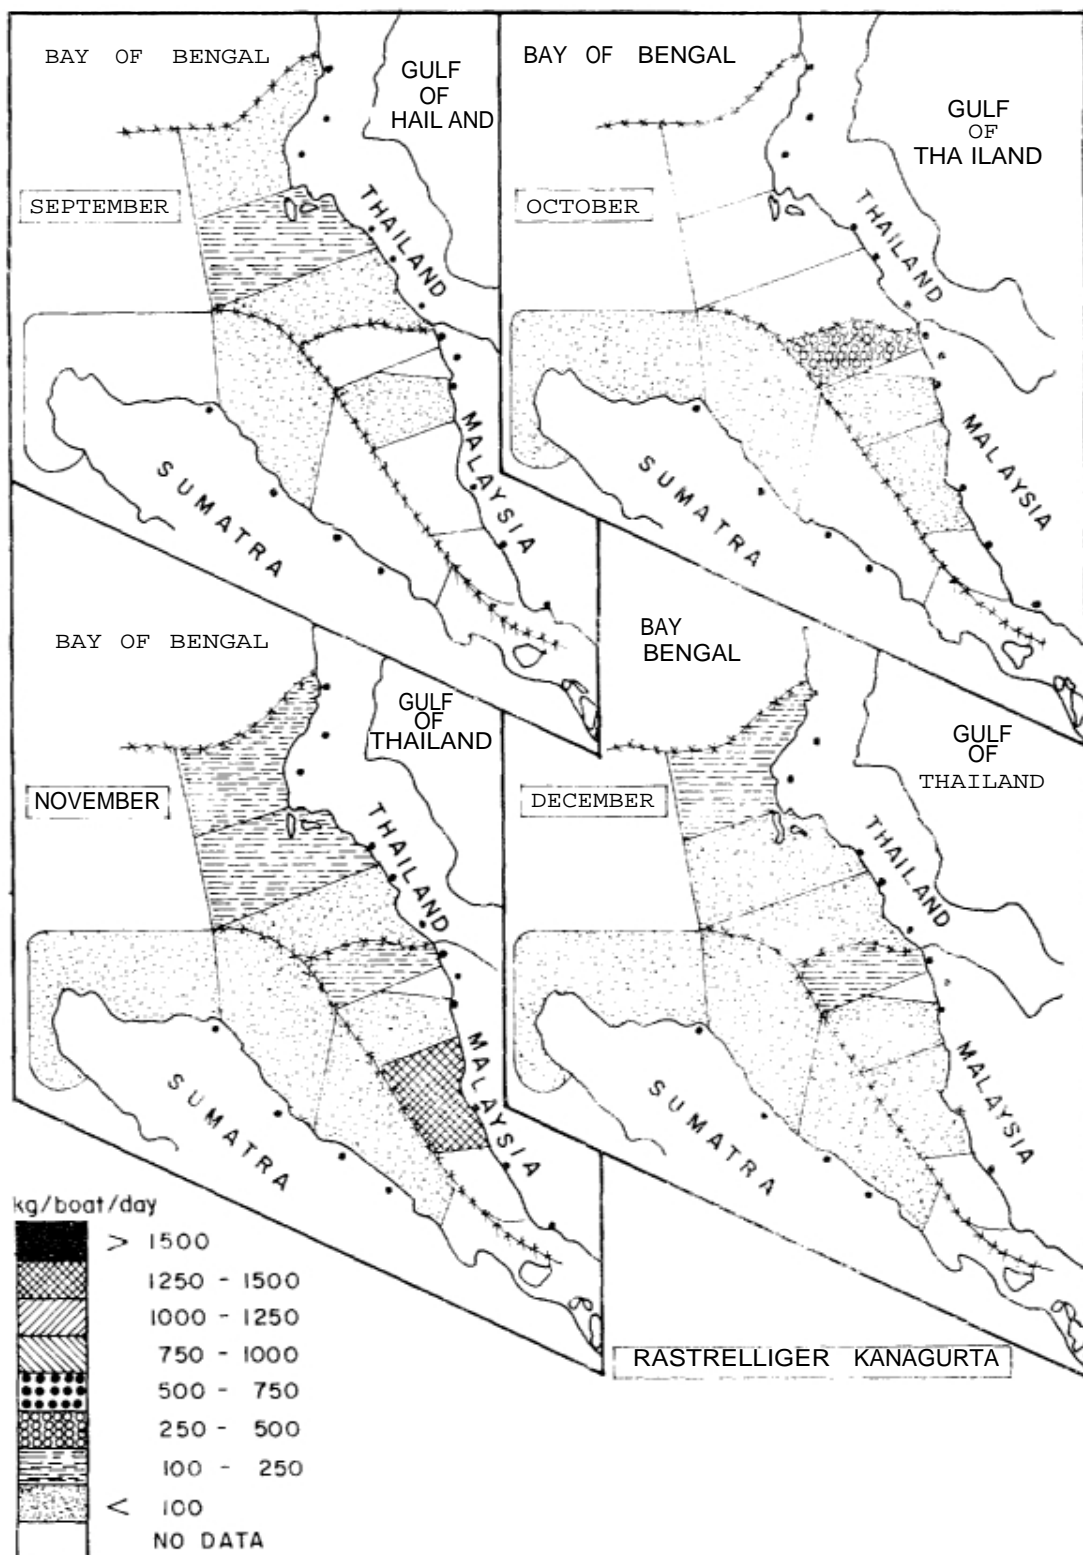 BAY OF BENGAL
GULF
OF
HAIL AND
SEPTEMBER
THAILAND
MALAYSIA
SUMATRA
BAY OF BENGAL
GULF
OF
THA ILAND
OCTOBER
THAILAND
MALAYSIA
SUMATRA
BAY OF BENGAL
GULF
OF
THAILAND
NOVEMBER
THAILAND
MALAYSIA
SUMATRA
BAY
BENGAL
GULF
OF
THAILAND
DECEMBER
THAILAND
MALAYSIA
SUMATRA
kg/boat/day
> 1500
1250 - 1500
1000 - 1250
750 - 1000
500 - 750
250 - 500
100 - 250
< 100
NO DATA
RASTRELLIGER KANAGURTA